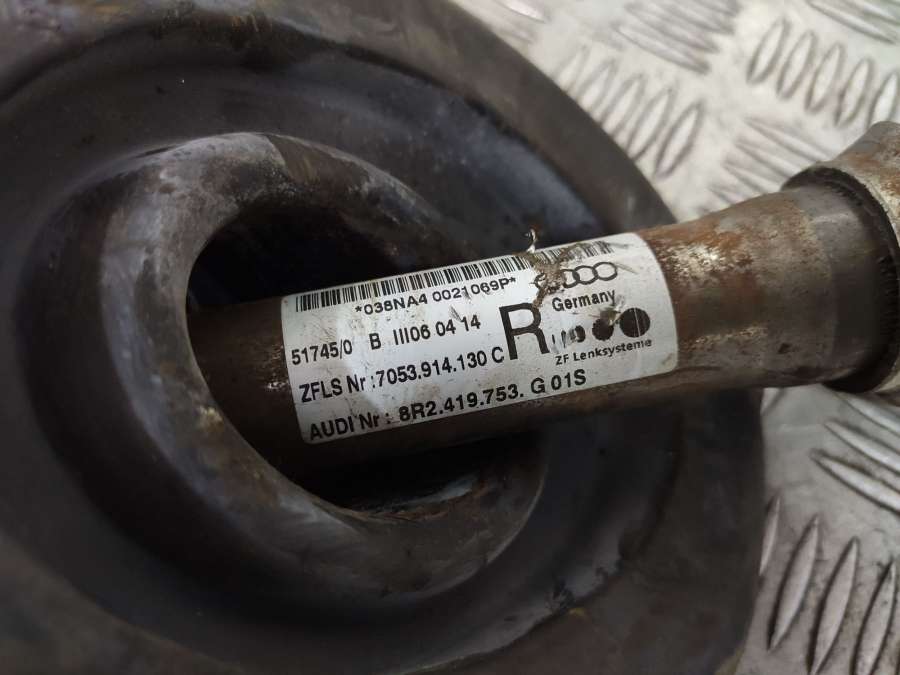 *038NA4 0021069P*
Germany
51745/0 B III06 04 14
R
ZFLS Nr :7053.914.130 C
ZF Lenksysteme
AUDI Nr : 8R2.419.753. G 01S